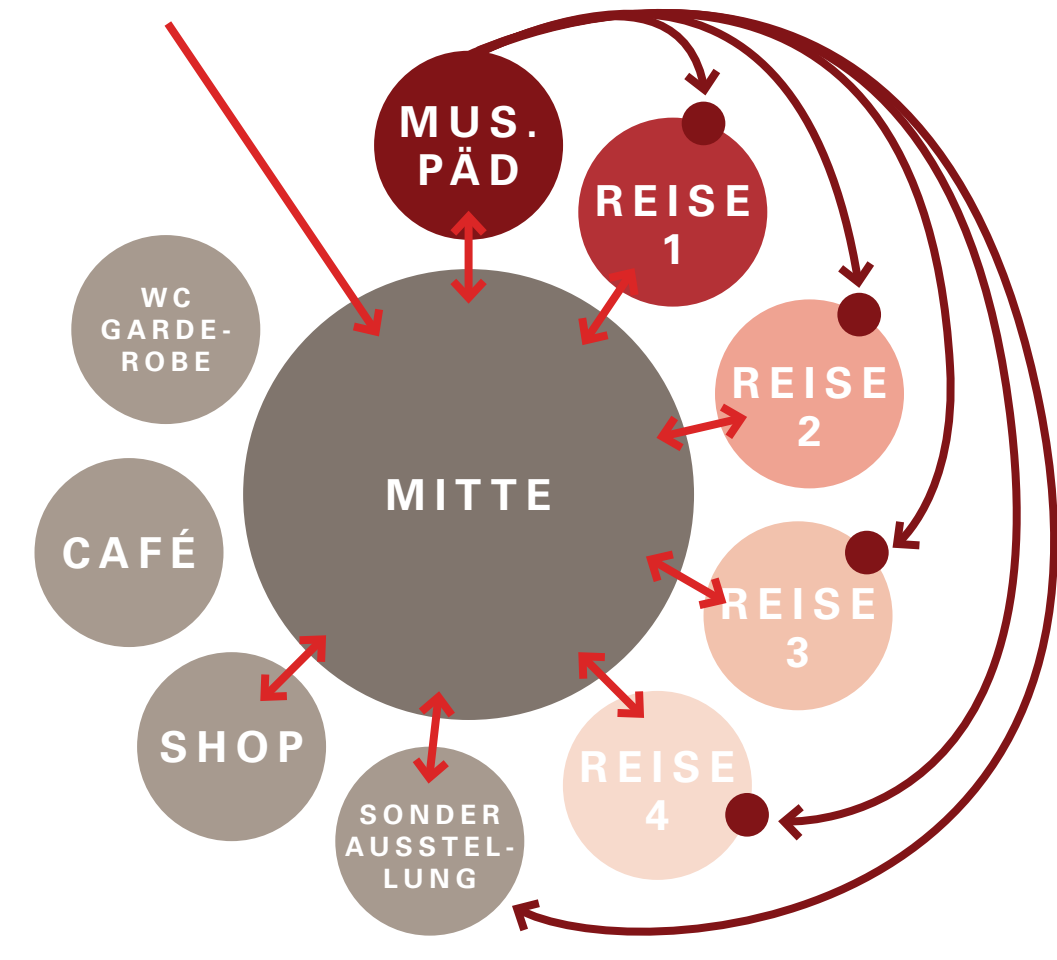 MUS.
PÄD
REISE
1
WC
GARDE-
ROBE
REISE
2
MITTE
CAFÉ
REISE
3
SHOP
REISE
4
SONDER
AUSSTEL-
LUNG